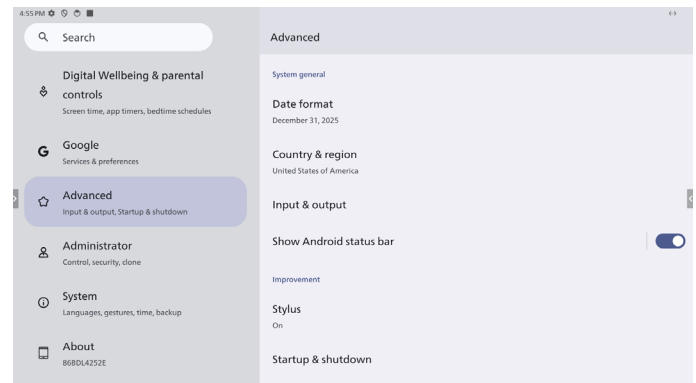 4:55 PM
Search
Digital Wellbeing & parental
controls
Screen time, app timers, bedtime schedules
Google
Services & preferences
Advanced
Input & output, Startup & shutdown
Administrator
Control, security, clone
System
Languages, gestures, time, backup
About
86BDL4252E
Advanced
System general
Date format
December 31, 2025
Country & region
United States of America
Input & output
Show Android status bar
Improvement
Stylus
On
Startup & shutdown